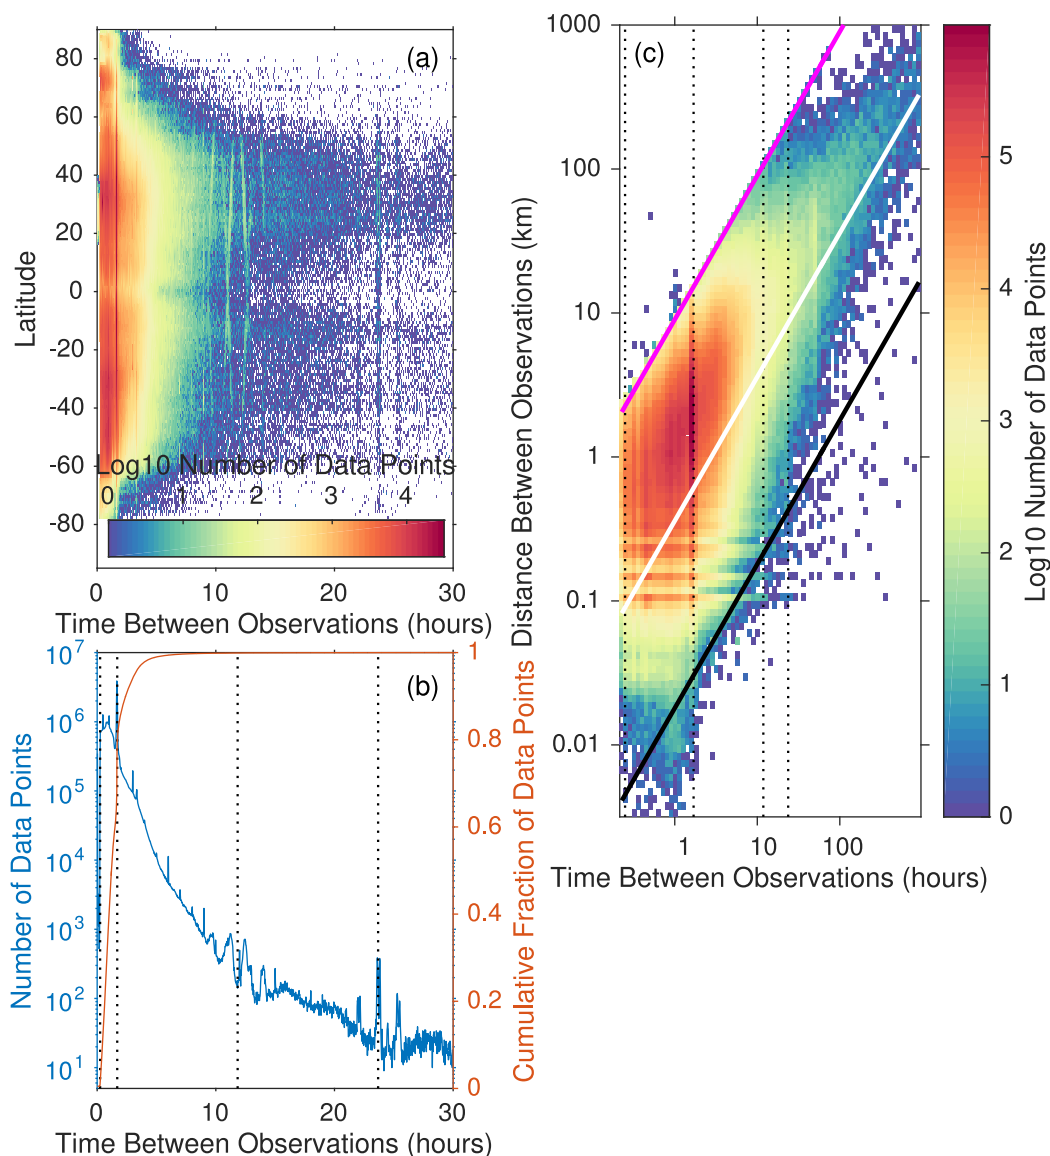 (a)
Latitude
80
60
40
20
0
-20
-40
-60
-80
Log10 Number of Data Points
0 1 2 3 4
0 10 20 30
Time Between Observations (hours)
(b)
Number of Data Points
10^7
10^6
10^5
10^4
10^3
10^2
10^1
Cumulative Fraction of Data Points
1
0.8
0.6
0.4
0.2
0
0 10 20 30
Time Between Observations (hours)
(c)
Distance Between Observations (km)
1000
100
10
1
0.1
0.01
1 10 100
Time Between Observations (hours)
Log10 Number of Data Points
5
4
3
2
1
0